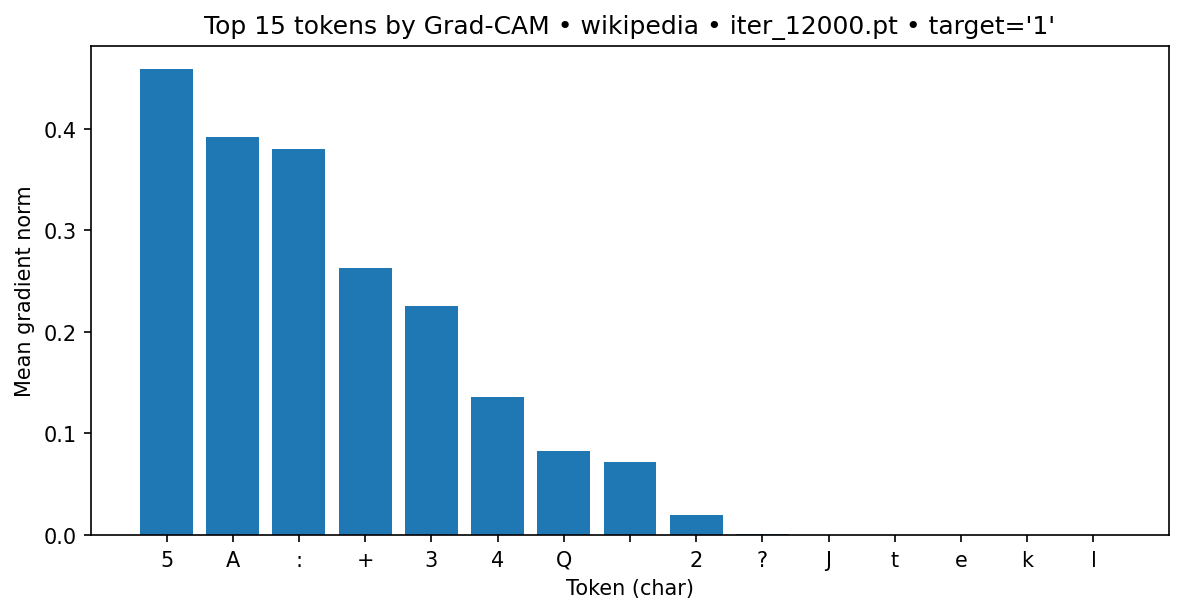 Top 15 tokens by Grad-CAM • wikipedia • iter_12000.pt • target='1'
Mean gradient norm
0.4
0.3
0.2
0.1
0.0
5 A : + 3 4 Q 2 ? J t e k l
Token (char)